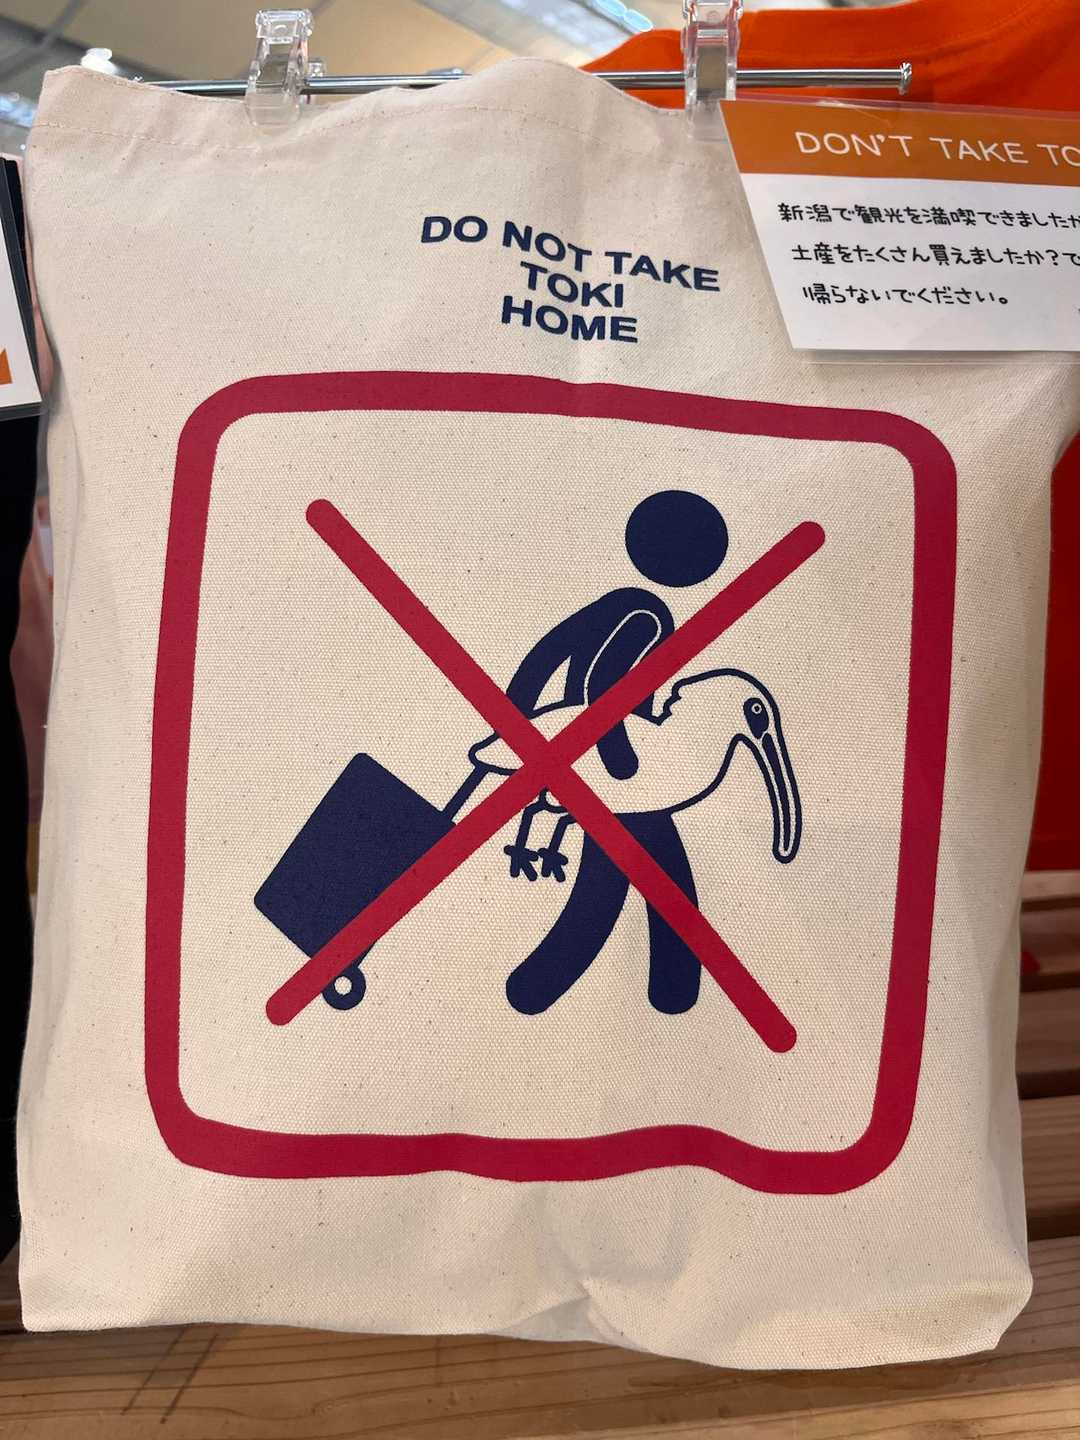 DO NOT TAKE
TOKI
HOME
DON'T TAKE
新潟で観光を満喫できましたか
土産をたくさん買えましたか？で
帰らないでください。